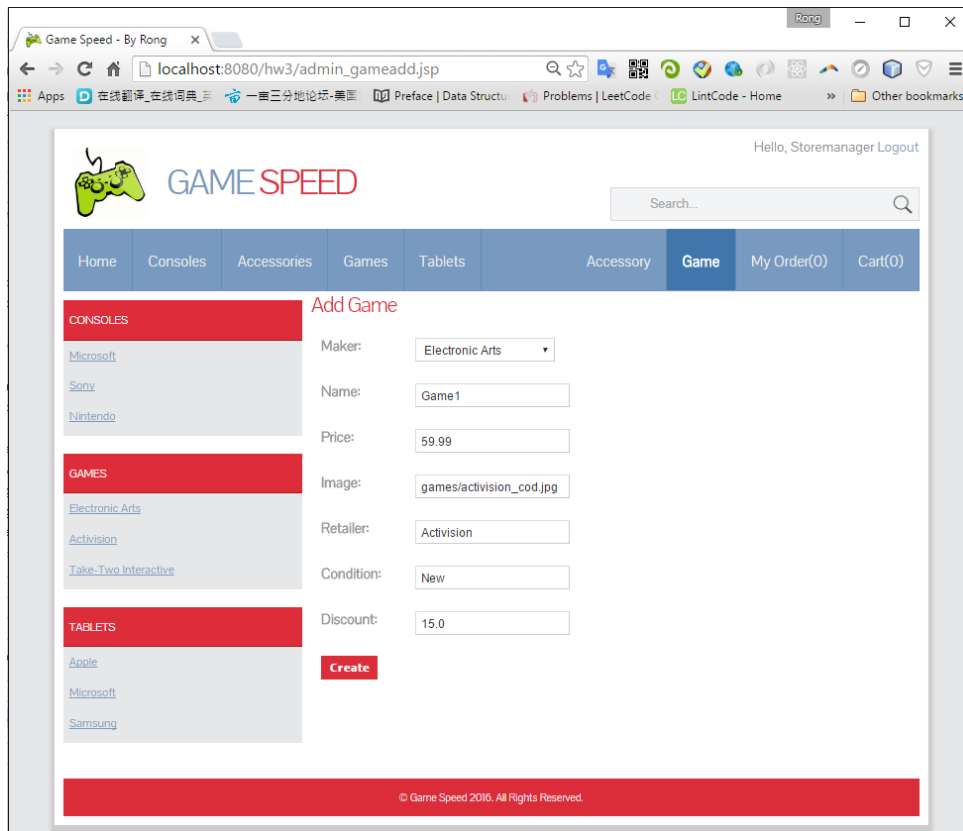 Rong
Game Speed - By Rong
localhost:8080/hw3/admin_gameadd.jsp
Apps
在线翻译_在线词典_英
一亩三分地论坛-美国
Preface | Data Structu
Problems | LeetCode
LC LintCode - Home
»
Other bookmarks
Hello, Storemanager Logout
GAME SPEED
Search...
Home Consoles Accessories Games Tablets Accessory Game My Order(0) Cart(0)
CONSOLES
Microsoft
Sony
Nintendo
GAMES
Electronic Arts
Activision
Take-Two Interactive
TABLETS
Apple
Microsoft
Samsung
Add Game
Maker: Electronic Arts
Name: Game1
Price: 59.99
Image: games/activision_cod.jpg
Retailer: Activision
Condition: New
Discount: 15.0
Create
© Game Speed 2016. All Rights Reserved.